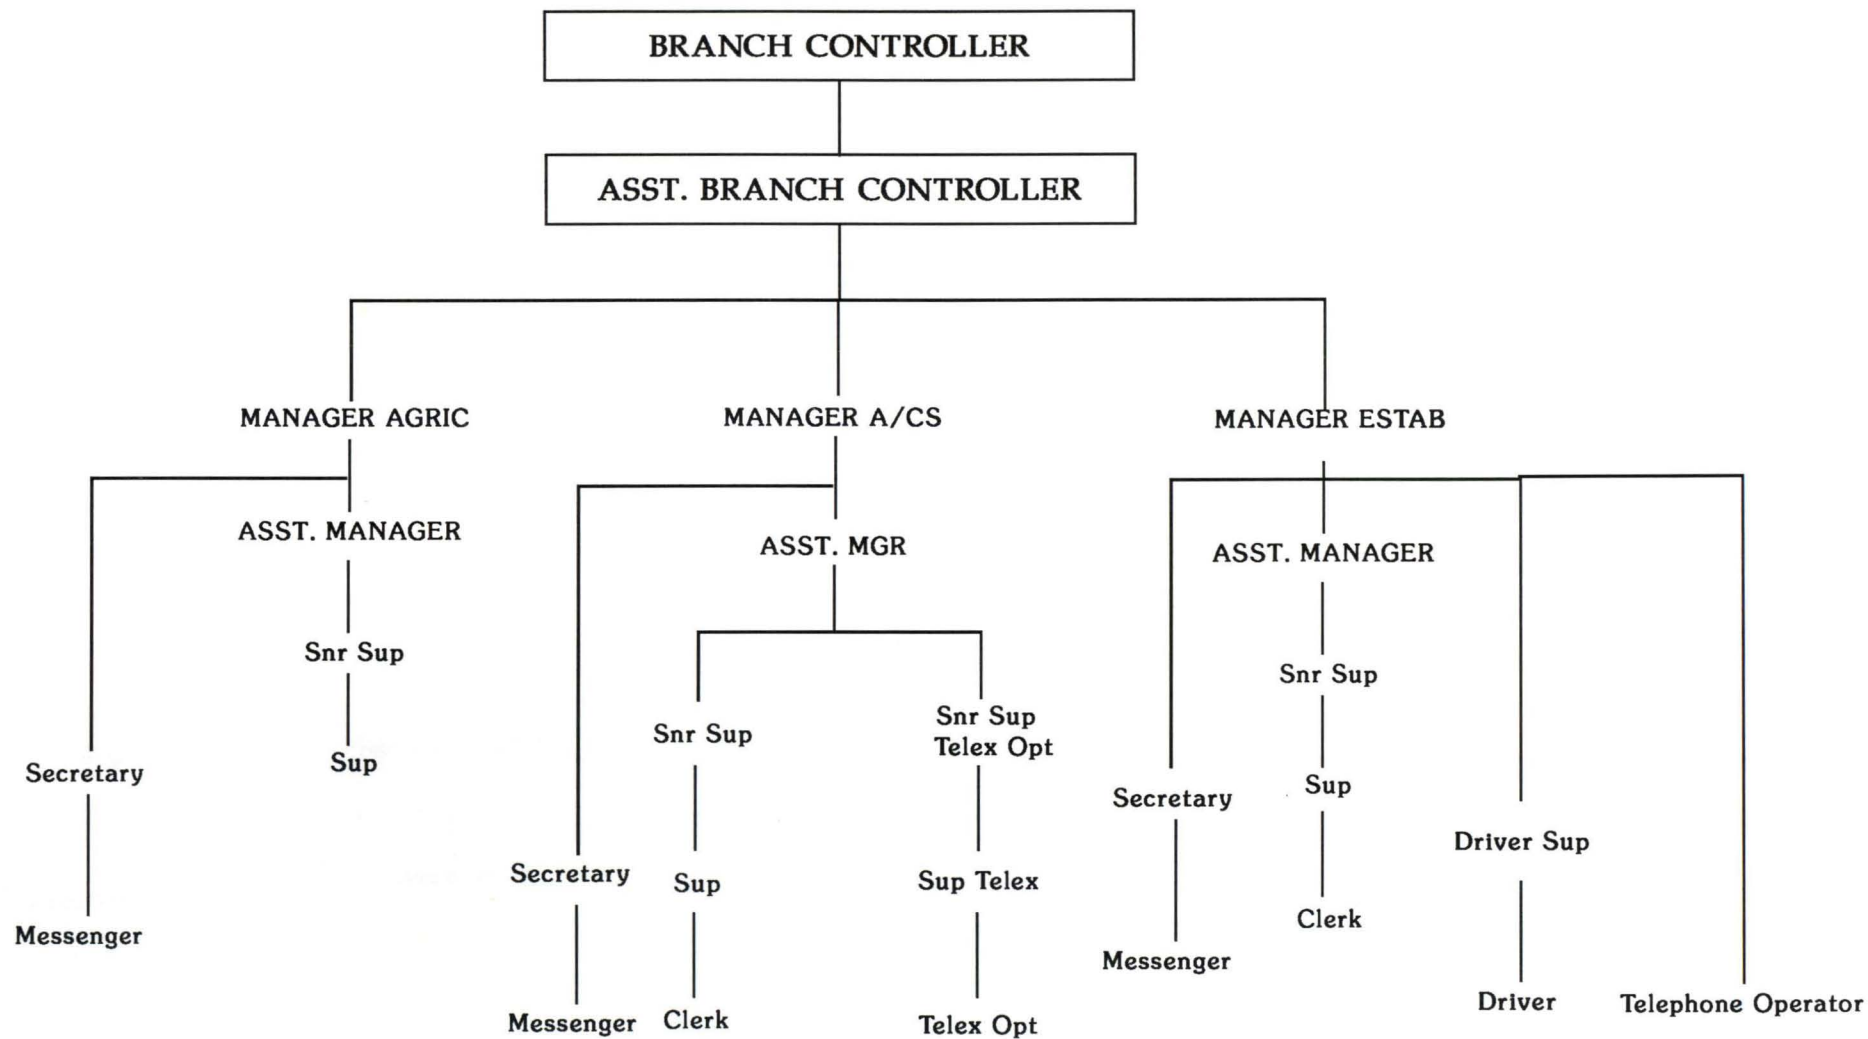 BRANCH CONTROLLER
ASST. BRANCH CONTROLLER
MANAGER AGRIC
MANAGER A/CS
MANAGER ESTAB
ASST. MANAGER
ASST. MGR
ASST. MANAGER
Snr Sup
Snr Sup
Snr Sup
Snr Sup
Telex Opt
Secretary
Sup
Secretary
Sup
Driver Sup
Secretary
Sup
Sup Telex
Clerk
Messenger
Messenger
Driver
Telephone Operator
Messenger
Clerk
Telex Opt